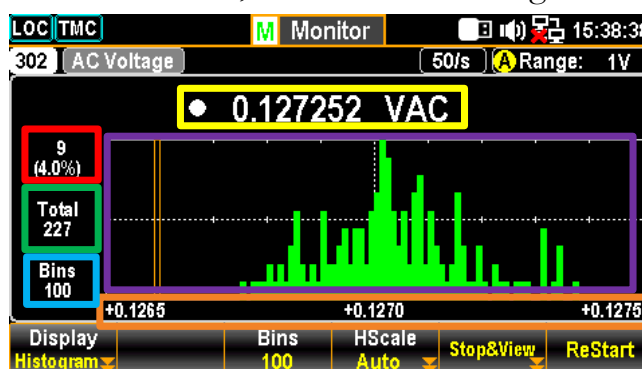 LOC TMC M Monitor 15:38:38
302 AC Voltage 50/s A Range: 1V
0.127252 VAC
9
(4.0%)
Total
227
Bins
100
+0.1265 +0.1270 +0.1275
Display Bins HScale Stop&View ReStart
Histogram 100 Auto